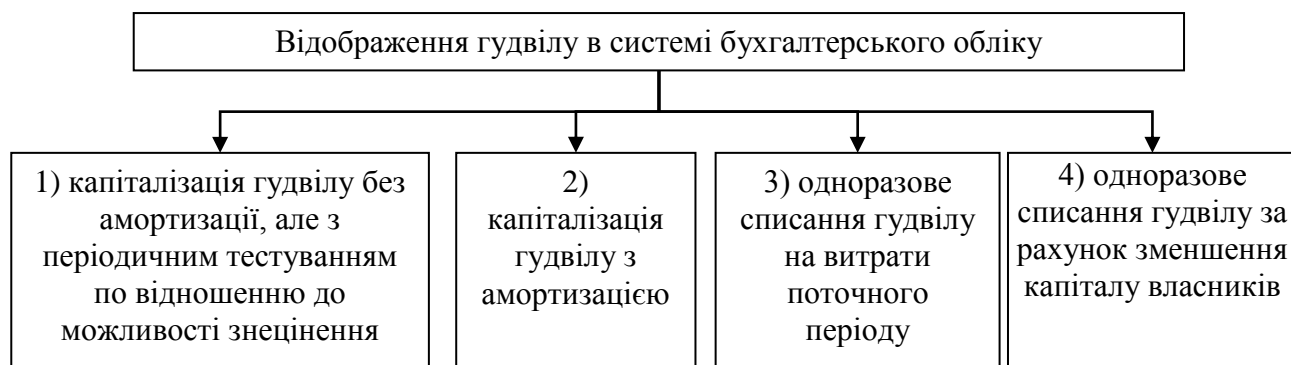 Відображення гудвілу в системі бухгалтерського обліку
1) капіталізація гудвілу без
амортизації, але з
періодичним тестуванням
по відношенню до
можливості знецінення
2)
капіталізація
гудвілу з
амортизацією
3) одноразове
списання гудвілу
на витрати
поточного
періоду
4) одноразове
списання гудвілу за
рахунок зменшення
капіталу власників